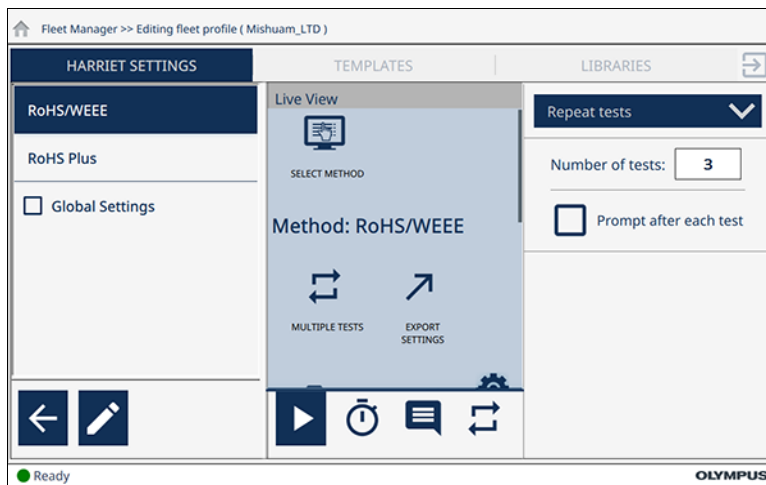 Fleet Manager >> Editing fleet profile ( Mishuam_LTD )
HARRIET SETTINGS
TEMPLATES
LIBRARIES
RoHS/WEEE
RoHS Plus
Global Settings
Live View
SELECT METHOD
Method: RoHS/WEEE
MULTIPLE TESTS
EXPORT
SETTINGS
Repeat tests
Number of tests: 3
Prompt after each test
Ready
OLYMPUS